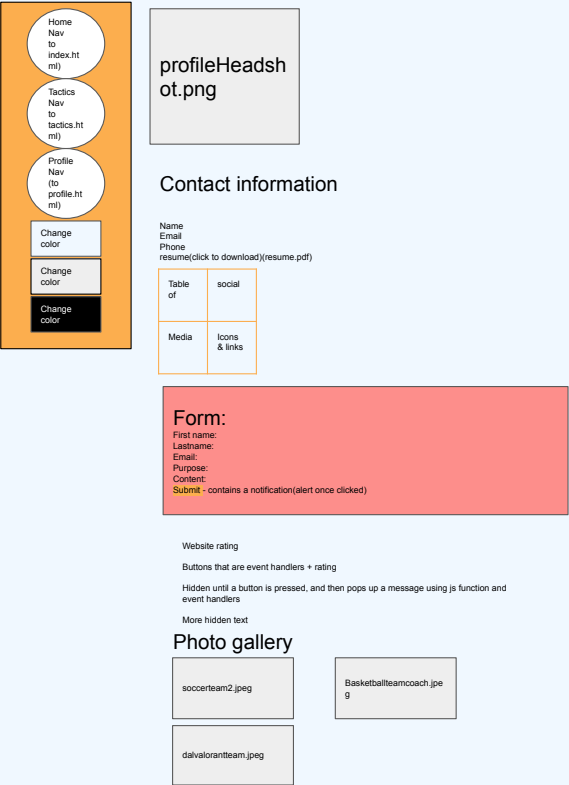 Home
Nav
to
index.ht
ml)
Tactics
Nav
to
tactics.ht
ml)
Profile
Nav
(to
profile.ht
ml)
Change
color
Change
color
Change
color
profileHeadsh
ot.png
Contact information
Name
Email
Phone
resume(click to download)(resume.pdf)
Table
of
social
Media
Icons
& links
Form:
First name:
Lastname:
Email:
Purpose:
Content:
Submit - contains a notification(alert once clicked)
Website rating
Buttons that are event handlers + rating
Hidden until a button is pressed, and then pops up a message using js function and
event handlers
More hidden text
Photo gallery
soccerteam2.jpeg
Basketballteamcoach.jpe
g
dalvalorantteam.jpeg